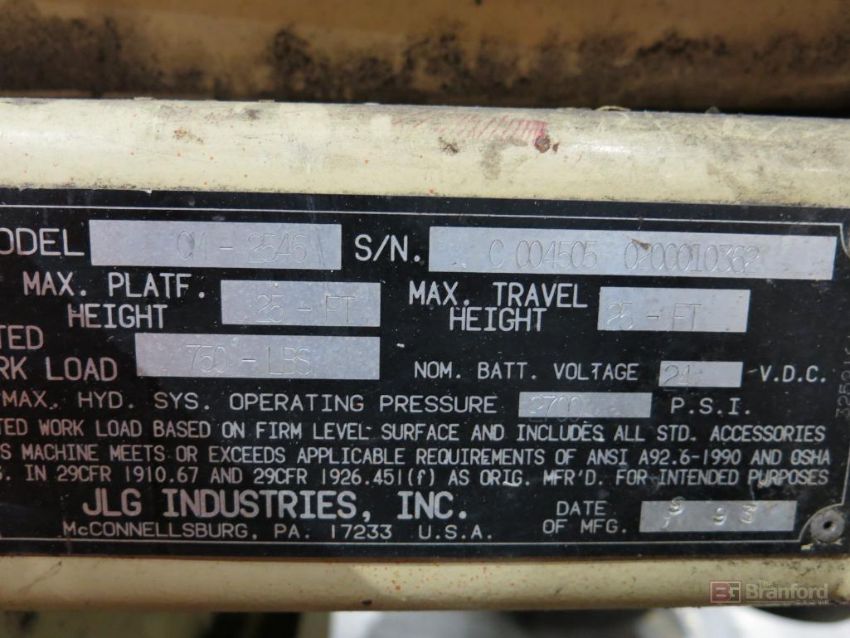 MODEL CM-2546 S/N. C 004505 0200010362
MAX. PLATF. HEIGHT 25-FT MAX. TRAVEL HEIGHT 25-FT
TED
RK LOAD 750-LBS NOM. BATT. VOLTAGE 24 V.D.C.
MAX. HYD. SYS. OPERATING PRESSURE 2700 P.S.I.
TED WORK LOAD BASED ON FIRM LEVEL SURFACE AND INCLUDES ALL STD. ACCESSORIES
S MACHINE MEETS OR EXCEEDS APPLICABLE REQUIREMENTS OF ANSI A92.6-1990 AND OSHA
. IN 29CFR 1910.67 AND 29CFR 1926.451(f) AS ORIG. MFR'D. FOR INTENDED PURPOSES
JLG INDUSTRIES, INC.
McCONNELLSBURG, PA. 17233 U.S.A.
DATE OF MFG. 93
The Branford